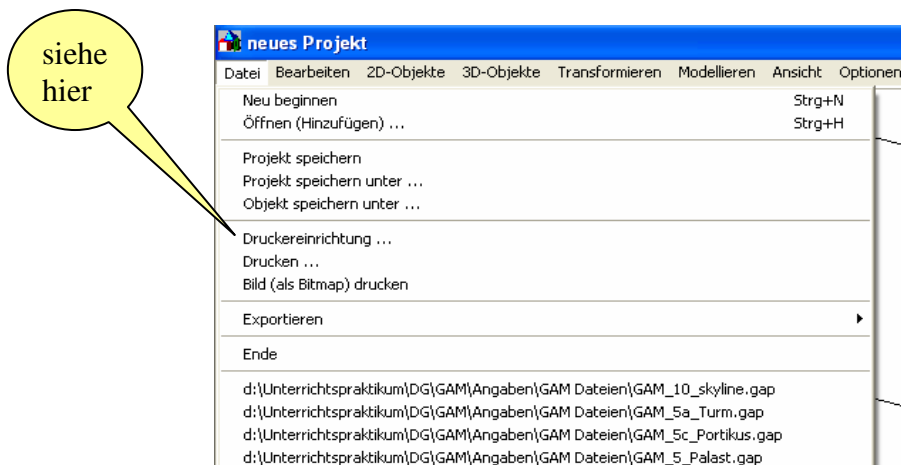 siehe
hier
neues Projekt
Datei Bearbeiten 2D-Objekte 3D-Objekte Transformieren Modellieren Ansicht Optionen
Neu beginnen Strg+N
Öffnen (Hinzufügen) ... Strg+H
Projekt speichern
Projekt speichern unter ...
Objekt speichern unter ...
Druckereinrichtung ...
Drucken ...
Bild (als Bitmap) drucken
Exportieren
Ende
d:\Unterrichtspraktikum\DG\GAM\Angaben\GAM Dateien\GAM_10_skyline.gap
d:\Unterrichtspraktikum\DG\GAM\Angaben\GAM Dateien\GAM_5a_Turm.gap
d:\Unterrichtspraktikum\DG\GAM\Angaben\GAM Dateien\GAM_5c_Portikus.gap
d:\Unterrichtspraktikum\DG\GAM\Angaben\GAM Dateien\GAM_5_Palast.gap